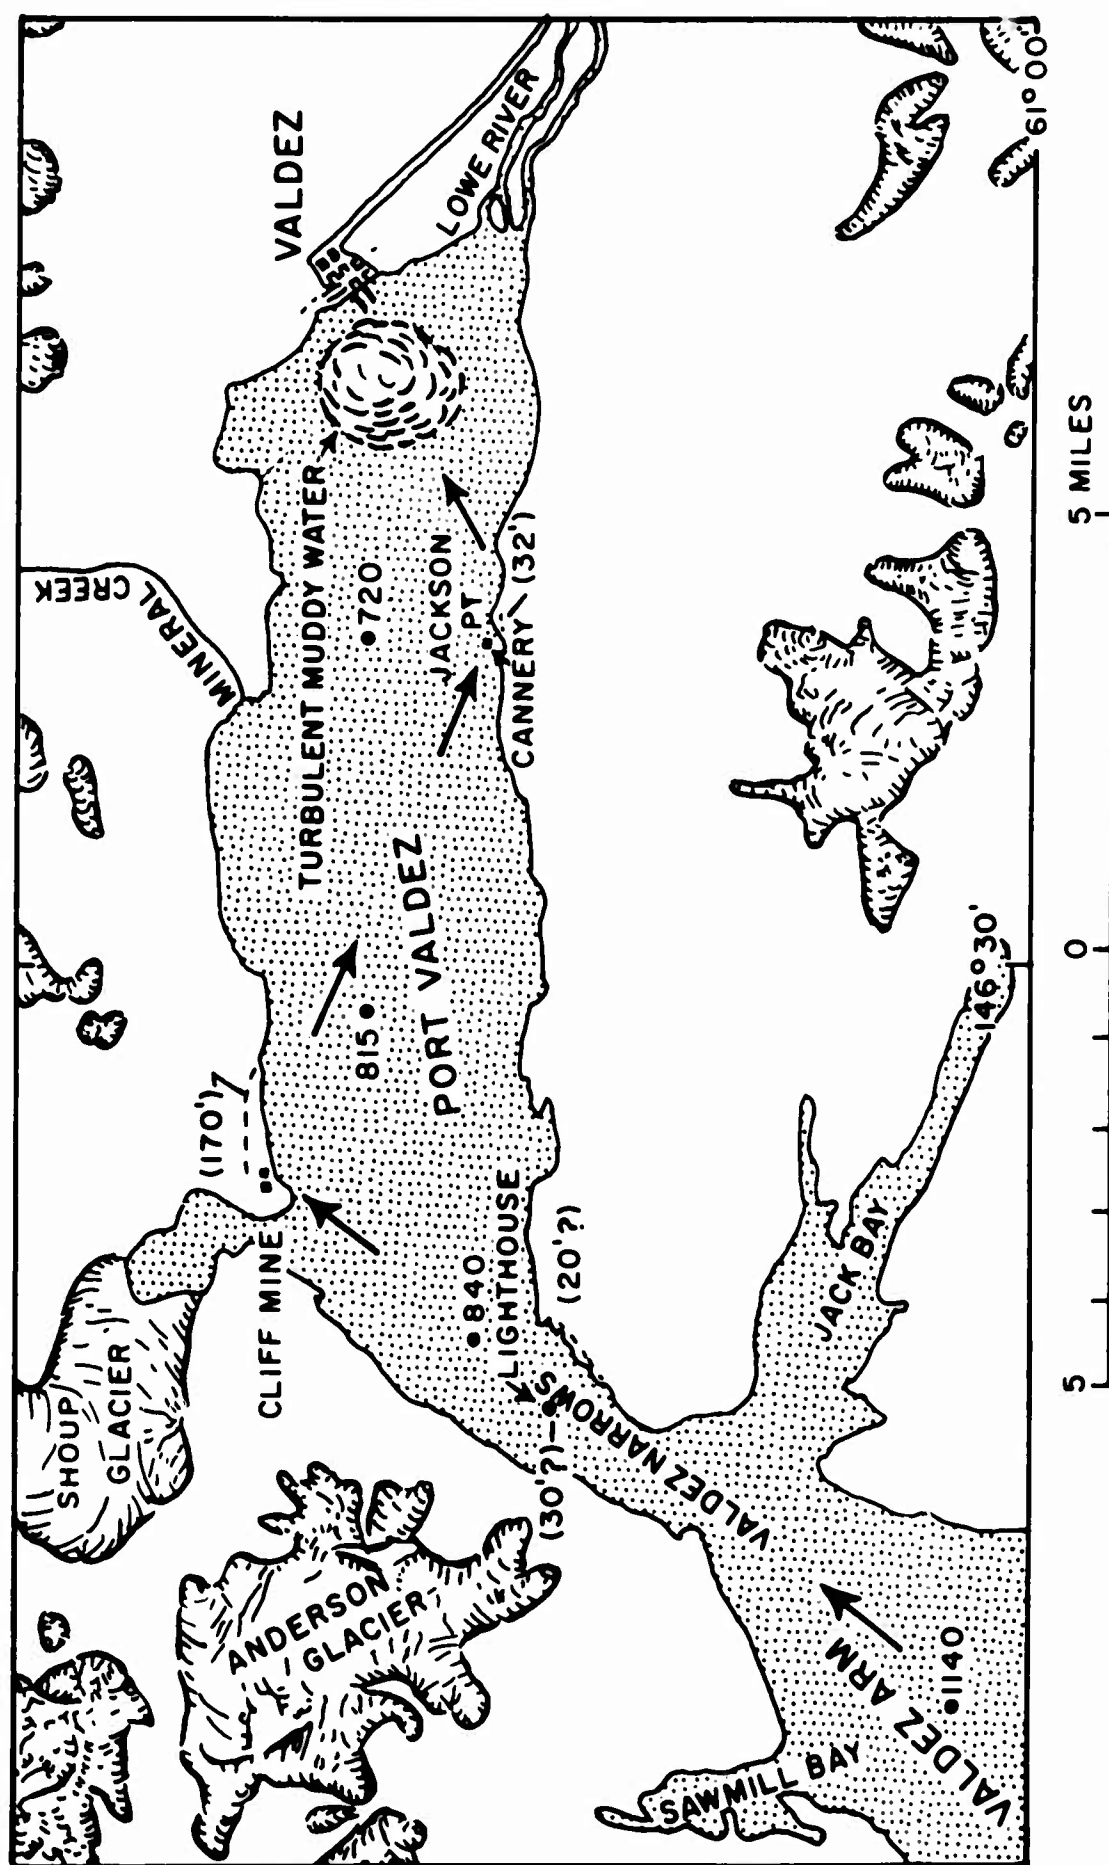 SHOUP
GLACIER
MINERAL CREEK
VALDEZ
(170')
CLIFF MINE
TURBULENT MUDDY WATER
815
720
ANDERSON
GLACIER
PORT VALDEZ
JACKSON
PT
LOWE RIVER
840
LIGHTHOUSE
CANNERY (32')
(30'?)
(20'?)
VALDEZ NARROWS
JACK BAY
SAWMILL BAY
VALDEZ ARM
1140
146°30'
61°00'
5 0 5 MILES